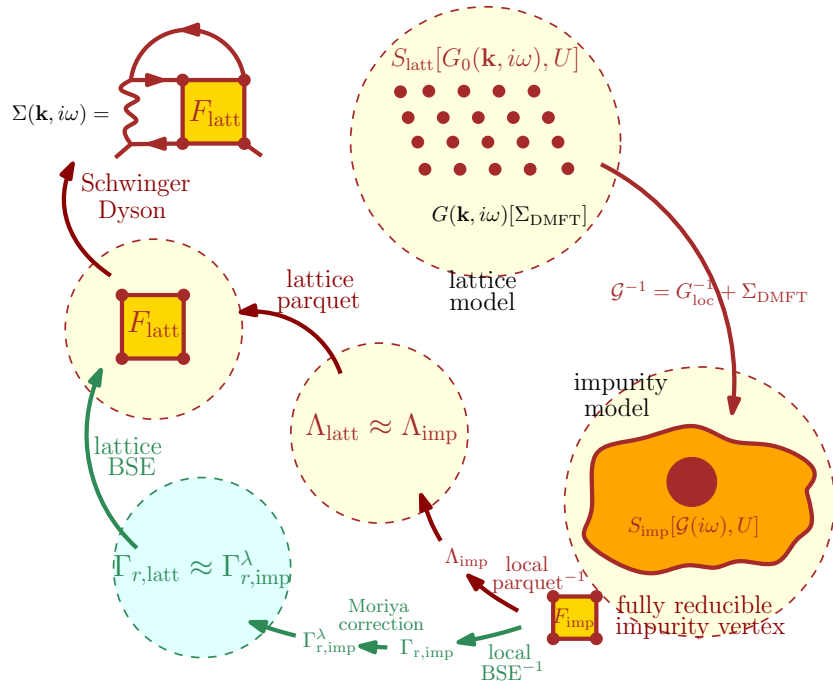 S_latt[G_0(k, iω), U]
Σ(k, iω) =
F_latt
Schwinger
Dyson
G(k, iω)[Σ_DMFT]
lattice
model
lattice
parquet
𝒢^{-1} = G_loc^{-1} + Σ_DMFT
F_latt
impurity
model
Λ_latt ≈ Λ_imp
lattice
BSE
S_imp[𝒢(iω), U]
Γ_{r,latt} ≈ Γ^λ_{r,imp}
Λ_imp
local
parquet^{-1}
Moriya
correction
F_imp
fully reducible
impurity vertex
Γ^λ_{r,imp}
Γ_{r,imp}
local
BSE^{-1}